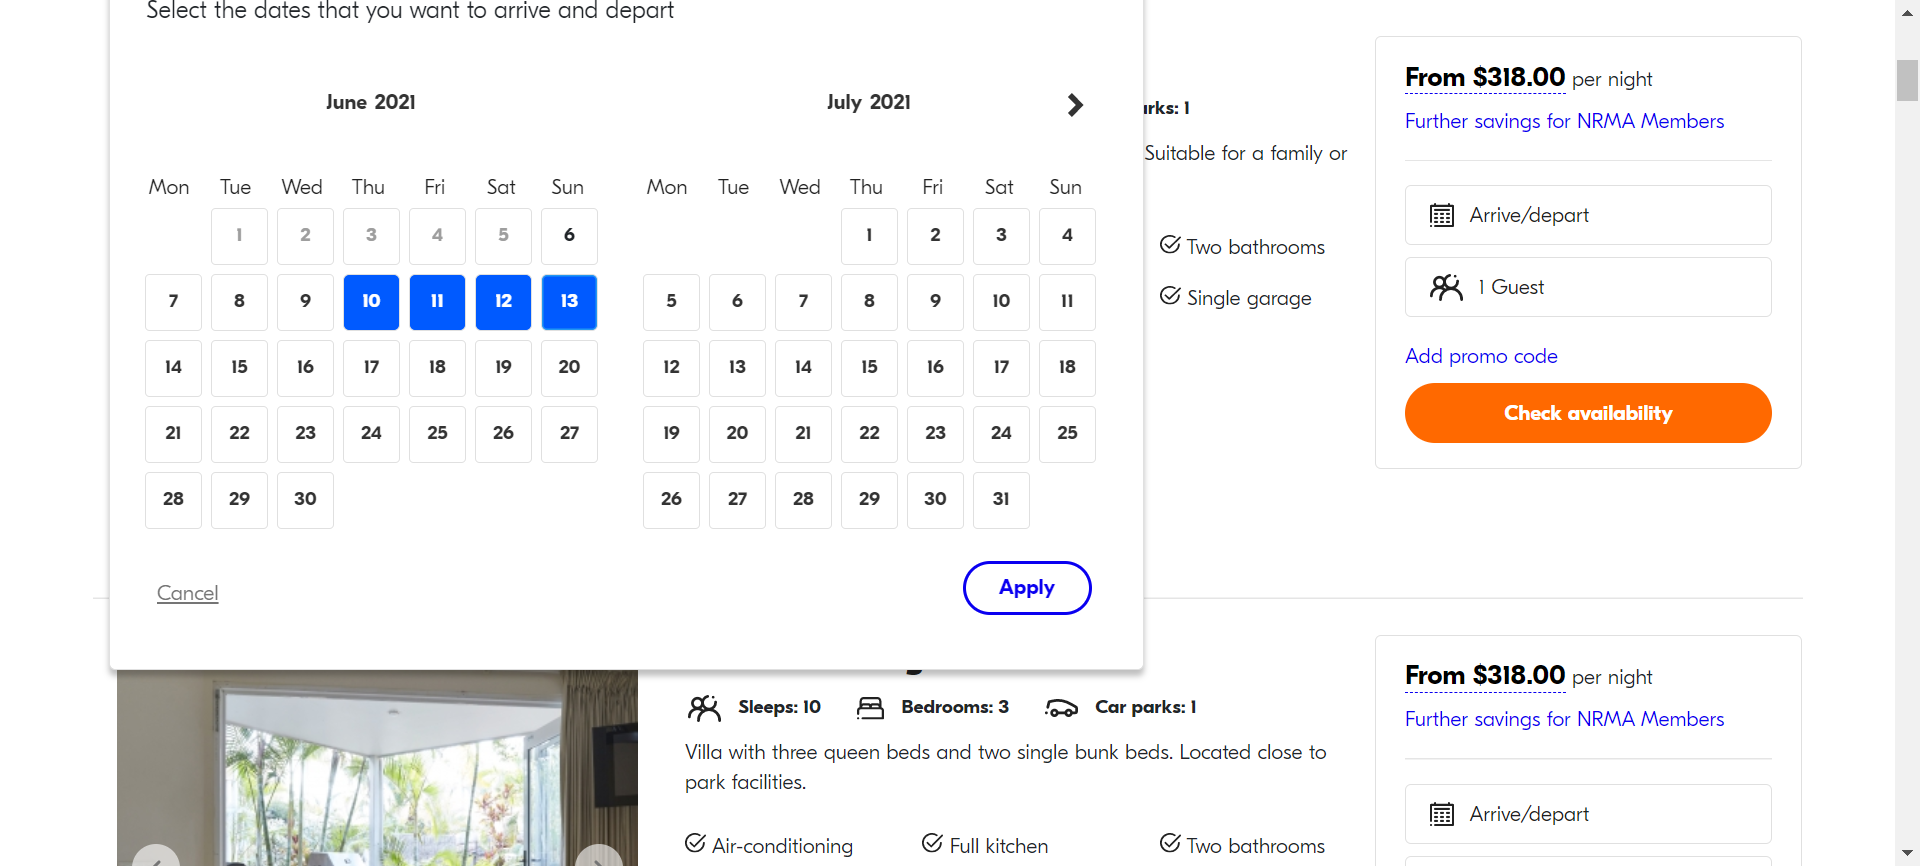 Select the dates that you want to arrive and depart
June 2021
July 2021
Mon Tue Wed Thu Fri Sat Sun
1 2 3 4 5 6
7 8 9 10 11 12 13
14 15 16 17 18 19 20
21 22 23 24 25 26 27
28 29 30
Mon Tue Wed Thu Fri Sat Sun
1 2 3 4
5 6 7 8 9 10 11
12 13 14 15 16 17 18
19 20 21 22 23 24 25
26 27 28 29 30 31
Cancel
Apply
rks: 1
Suitable for a family or
Two bathrooms
Single garage
From $318.00 per night
Further savings for NRMA Members
Arrive/depart
1 Guest
Add promo code
Check availability
Sleeps: 10
Bedrooms: 3
Car parks: 1
Villa with three queen beds and two single bunk beds. Located close to
park facilities.
Air-conditioning
Full kitchen
Two bathrooms
From $318.00 per night
Further savings for NRMA Members
Arrive/depart